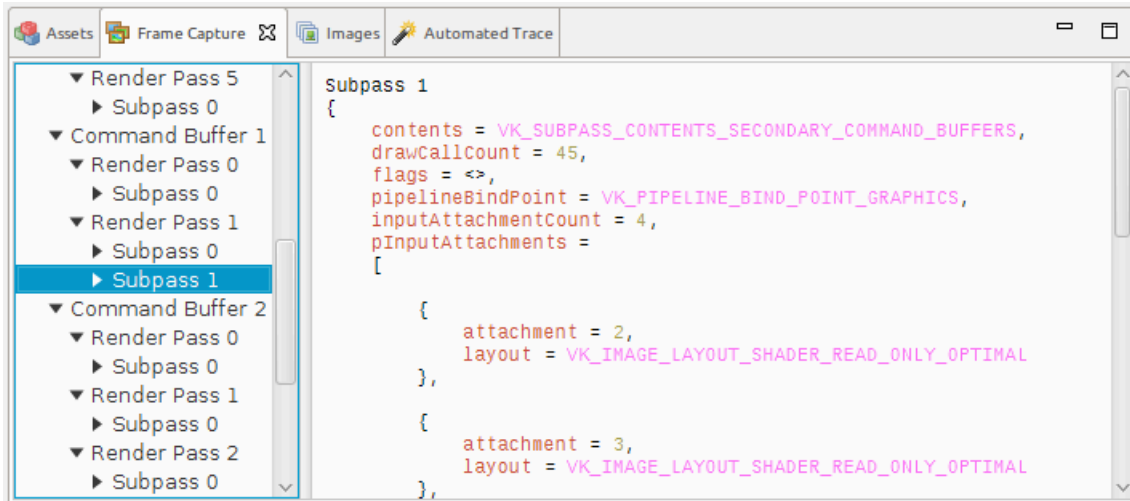 Assets Frame Capture Images Automated Trace
Render Pass 5
Subpass 0
Command Buffer 1
Render Pass 0
Subpass 0
Render Pass 1
Subpass 0
Subpass 1
Command Buffer 2
Render Pass 0
Subpass 0
Render Pass 1
Subpass 0
Render Pass 2
Subpass 0
Subpass 1
{
contents = VK_SUBPASS_CONTENTS_SECONDARY_COMMAND_BUFFERS,
drawCallCount = 45,
flags = <>,
pipelineBindPoint = VK_PIPELINE_BIND_POINT_GRAPHICS,
inputAttachmentCount = 4,
pInputAttachments =
[
{
attachment = 2,
layout = VK_IMAGE_LAYOUT_SHADER_READ_ONLY_OPTIMAL
},
{
attachment = 3,
layout = VK_IMAGE_LAYOUT_SHADER_READ_ONLY_OPTIMAL
},